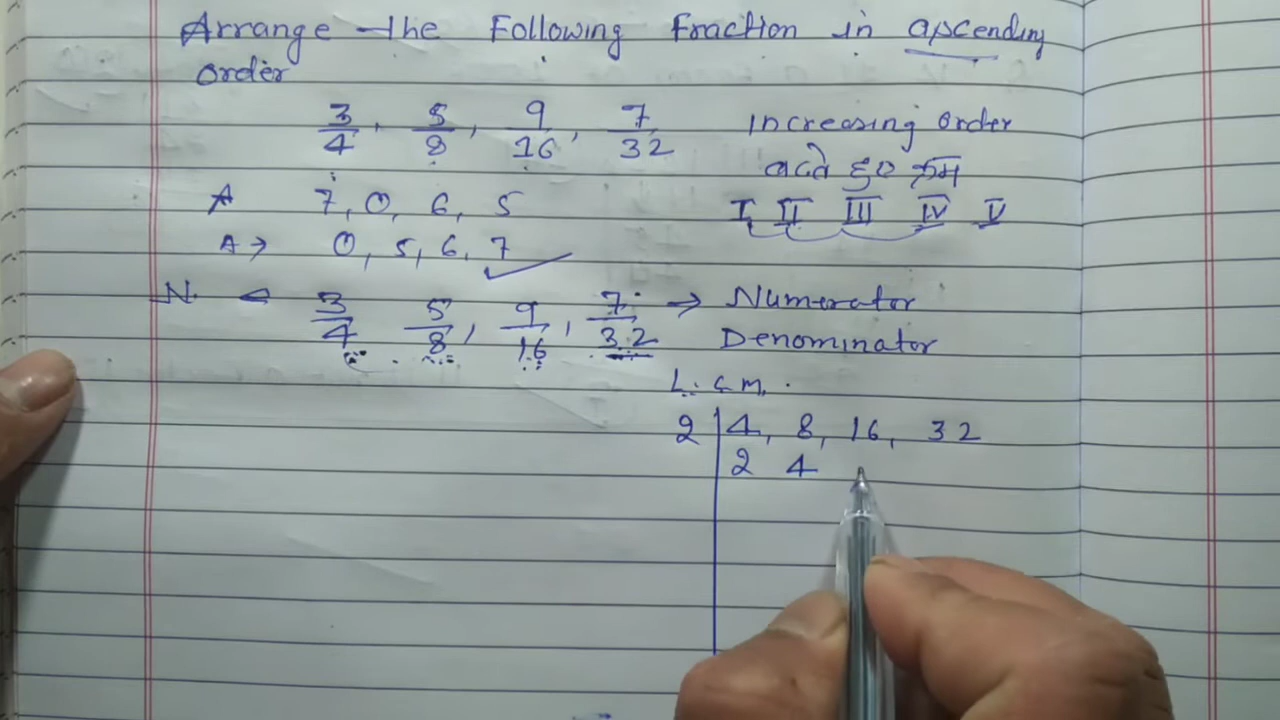 Arrange the Following Fraction in ascending
order
3/4, 5/8, 9/16, 7/32 Increasing order
बढते हुए क्रम
A 7, 0, 6, 5 I II III IV V
A → 0, 5, 6, 7 ✓
N. < 3/4 5/8, 9/16, 7/32 → Numerator
Denominator
L.c.m.
2 | 4, 8, 16, 32
2 4